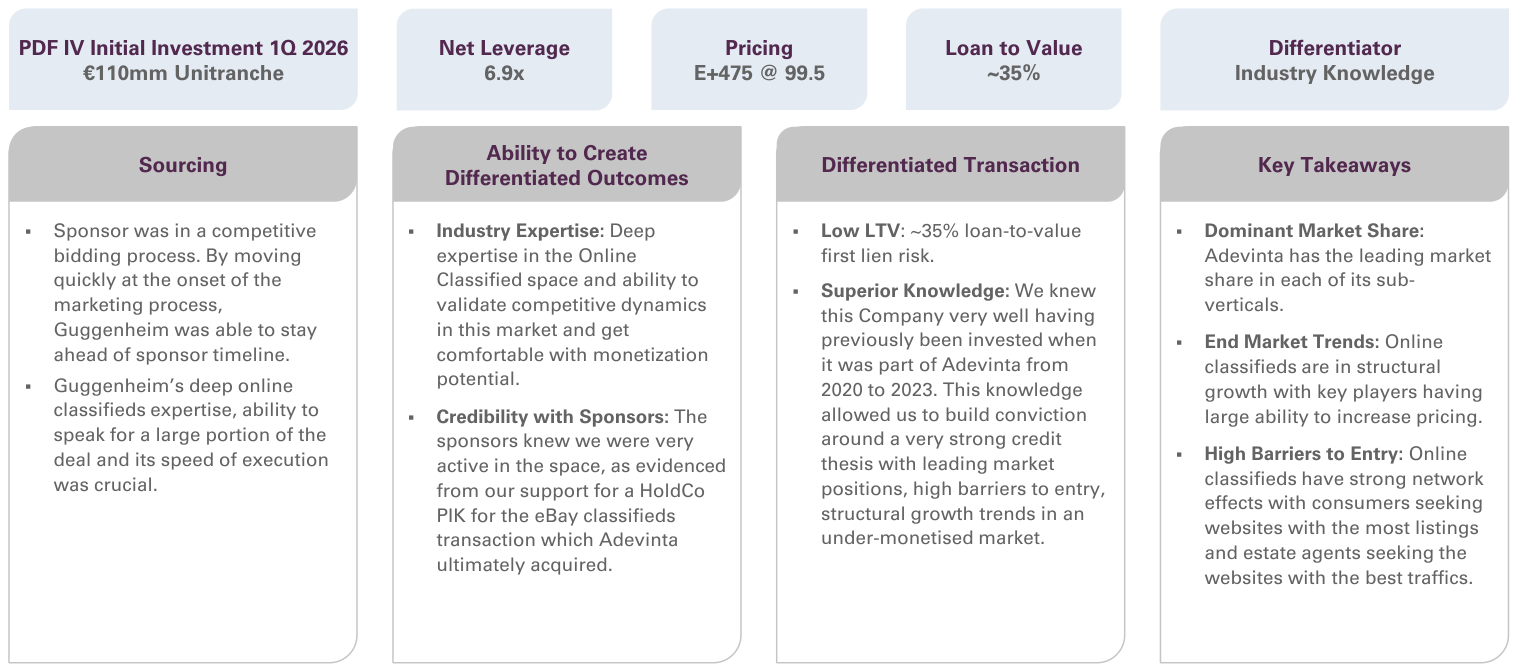 PDF IV Initial Investment 1Q 2026
€110mm Unitranche
Net Leverage
6.9x
Pricing
E+475 @ 99.5
Loan to Value
~35%
Differentiator
Industry Knowledge
Sourcing
▪ Sponsor was in a competitive
bidding process. By moving
quickly at the onset of the
marketing process,
Guggenheim was able to stay
ahead of sponsor timeline.
▪ Guggenheim’s deep online
classifieds expertise, ability to
speak for a large portion of the
deal and its speed of execution
was crucial.
Ability to Create
Differentiated Outcomes
▪ Industry Expertise: Deep
expertise in the Online
Classified space and ability to
validate competitive dynamics
in this market and get
comfortable with monetization
potential.
▪ Credibility with Sponsors: The
sponsors knew we were very
active in the space, as evidenced
from our support for a HoldCo
PIK for the eBay classifieds
transaction which Adevinta
ultimately acquired.
Differentiated Transaction
▪ Low LTV: ~35% loan-to-value
first lien risk.
▪ Superior Knowledge: We knew
this Company very well having
previously been invested when
it was part of Adevinta from
2020 to 2023. This knowledge
allowed us to build conviction
around a very strong credit
thesis with leading market
positions, high barriers to entry,
structural growth trends in an
under-monetised market.
Key Takeaways
▪ Dominant Market Share:
Adevinta has the leading market
share in each of its sub-
verticals.
▪ End Market Trends: Online
classifieds are in structural
growth with key players having
large ability to increase pricing.
▪ High Barriers to Entry: Online
classifieds have strong network
effects with consumers seeking
websites with the most listings
and estate agents seeking the
websites with the best traffics.